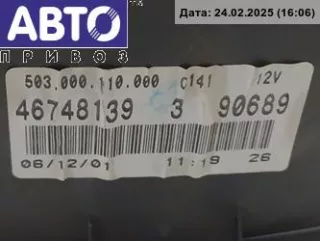 АВТО
ПРИВОЗ
Дата: 24.02.2025 (16:06)
503.000.110.000 C141 12V
46748139 3 90689
06/12/01 11:19 26